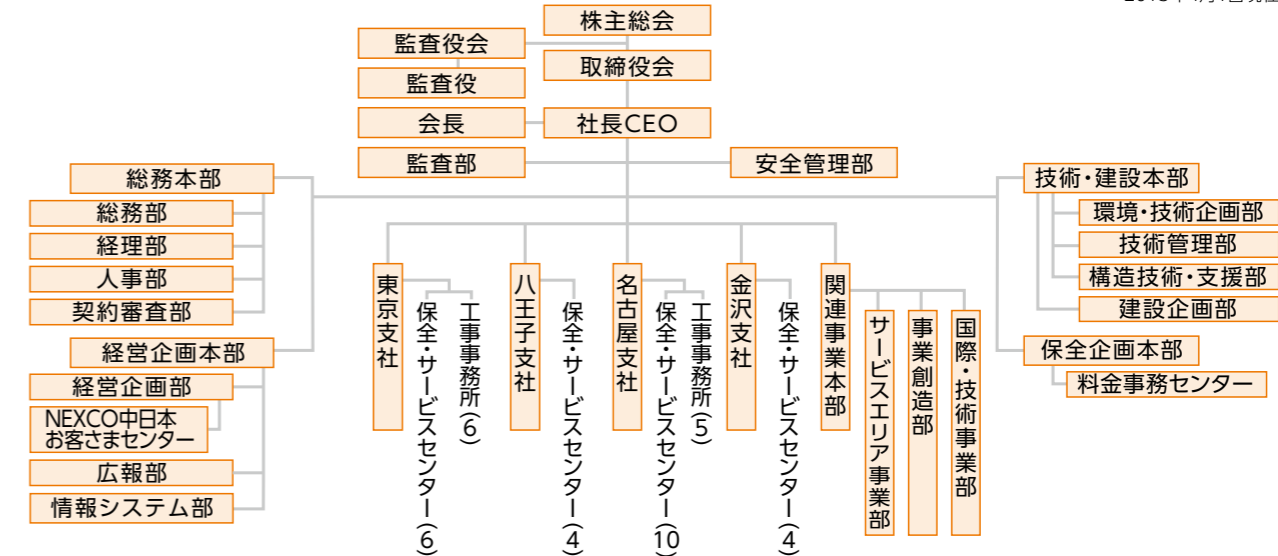 株主総会
監査役会
取締役会
監査役
会長
社長CEO
監査部
安全管理部
総務本部
総務部
経理部
人事部
契約審査部
経営企画本部
経営企画部
NEXCO中日本
お客さまセンター
広報部
情報システム部
東京支社
保全・サービスセンター(6)
工事事務所(6)
八王子支社
保全・サービスセンター(4)
名古屋支社
保全・サービスセンター(10)
工事事務所(5)
金沢支社
保全・サービスセンター(4)
関連事業本部
サービスエリア事業部
事業創造部
国際・技術事業部
技術・建設本部
環境・技術企画部
技術管理部
構造技術・支援部
建設企画部
保全企画本部
料金事務センター